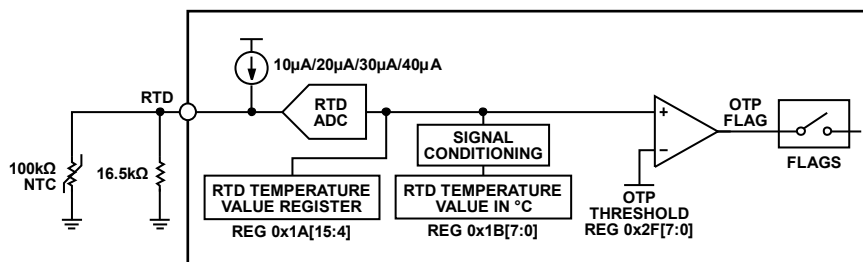 10µA/20µA/30µA/40µA
RTD
RTD
ADC
100kΩ
NTC
16.5kΩ
RTD TEMPERATURE
VALUE REGISTER
REG 0x1A[15:4]
SIGNAL
CONDITIONING
RTD TEMPERATURE
VALUE IN °C
REG 0x1B[7:0]
+
–
OTP
THRESHOLD
REG 0x2F[7:0]
OTP
FLAG
FLAGS